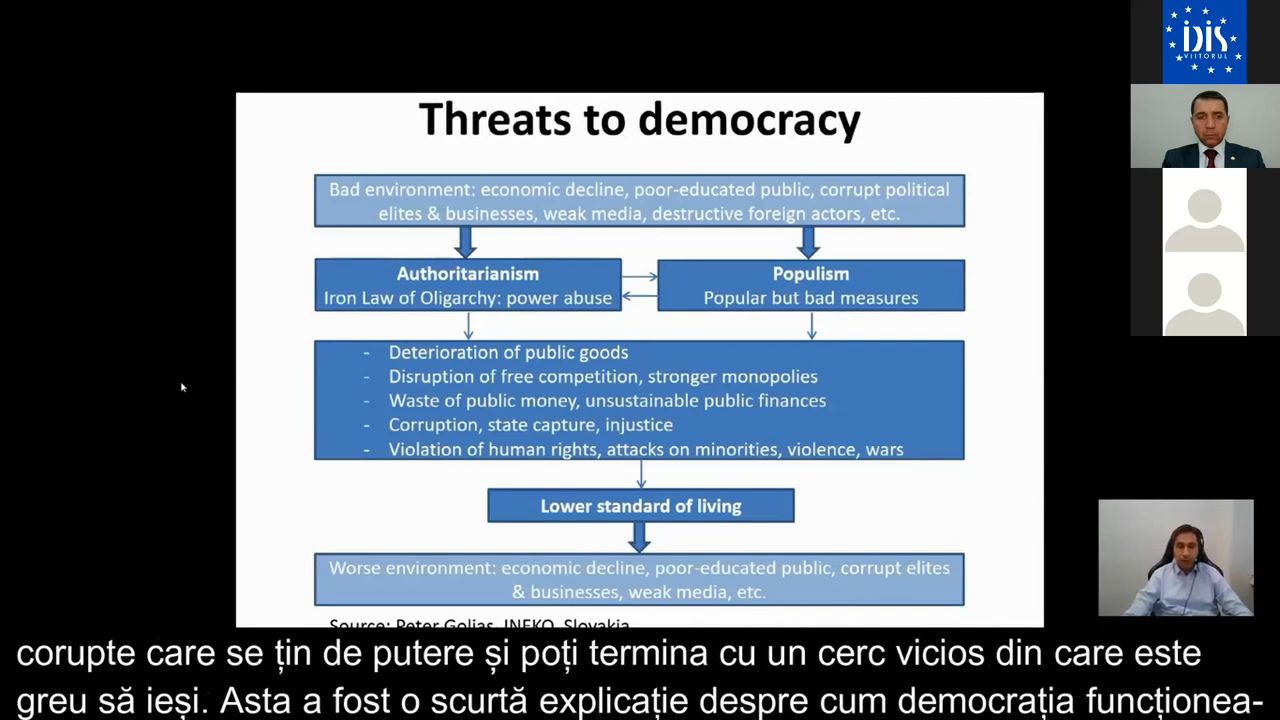 IDIS
VIITORUL
Threats to democracy
Bad environment: economic decline, poor-educated public, corrupt political
elites & businesses, weak media, destructive foreign actors, etc.
Authoritarianism
Iron Law of Oligarchy: power abuse
Populism
Popular but bad measures
- Deterioration of public goods
- Disruption of free competition, stronger monopolies
- Waste of public money, unsustainable public finances
- Corruption, state capture, injustice
- Violation of human rights, attacks on minorities, violence, wars
Lower standard of living
Worse environment: economic decline, poor-educated public, corrupt elites
& businesses, weak media, etc.
Source: Peter Golias, INEKO, Slovakia
corupte care se țin de putere și poți termina cu un cerc vicios din care este
greu să ieși. Asta a fost o scurtă explicație despre cum democrația funcționea-